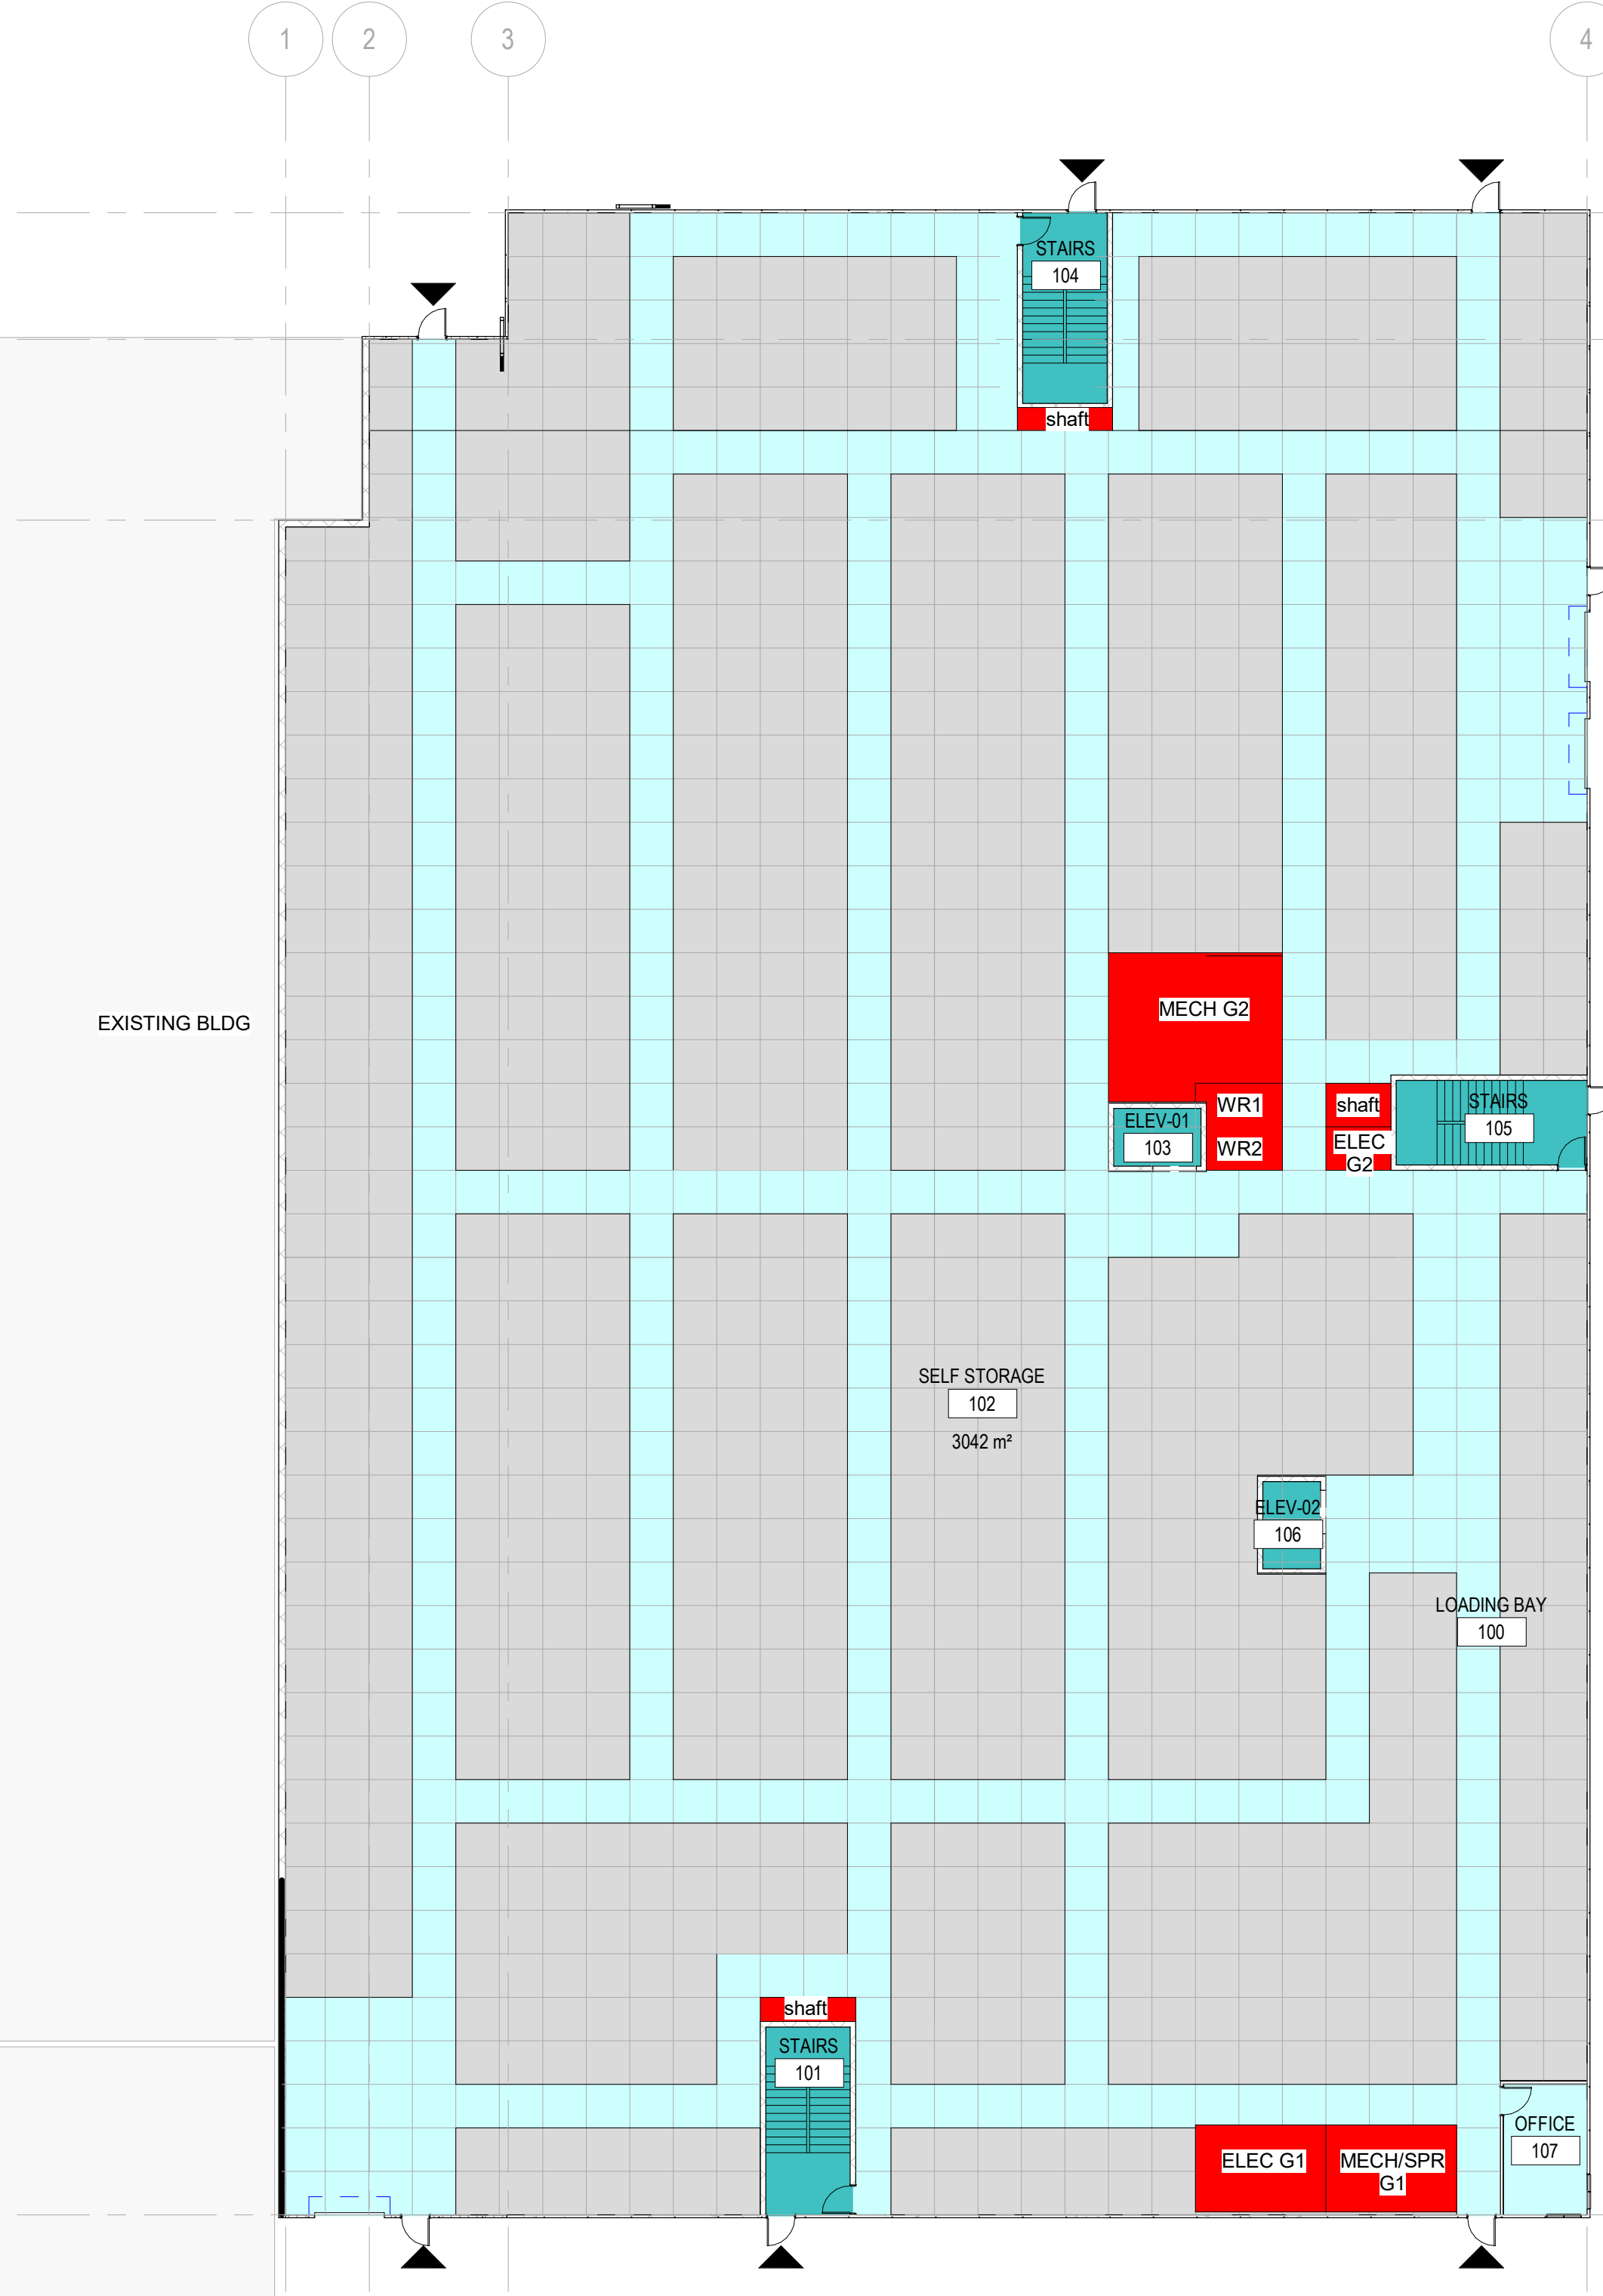 1
2
3
4
STAIRS
104
shaft
EXISTING BLDG
MECH G2
WR1
WR2
ELEV-01
103
shaft
ELEC
G2
STAIRS
105
SELF STORAGE
102
3042 m²
ELEV-02
106
LOADING BAY
100
shaft
STAIRS
101
ELEC G1
MECH/SPR
G1
OFFICE
107